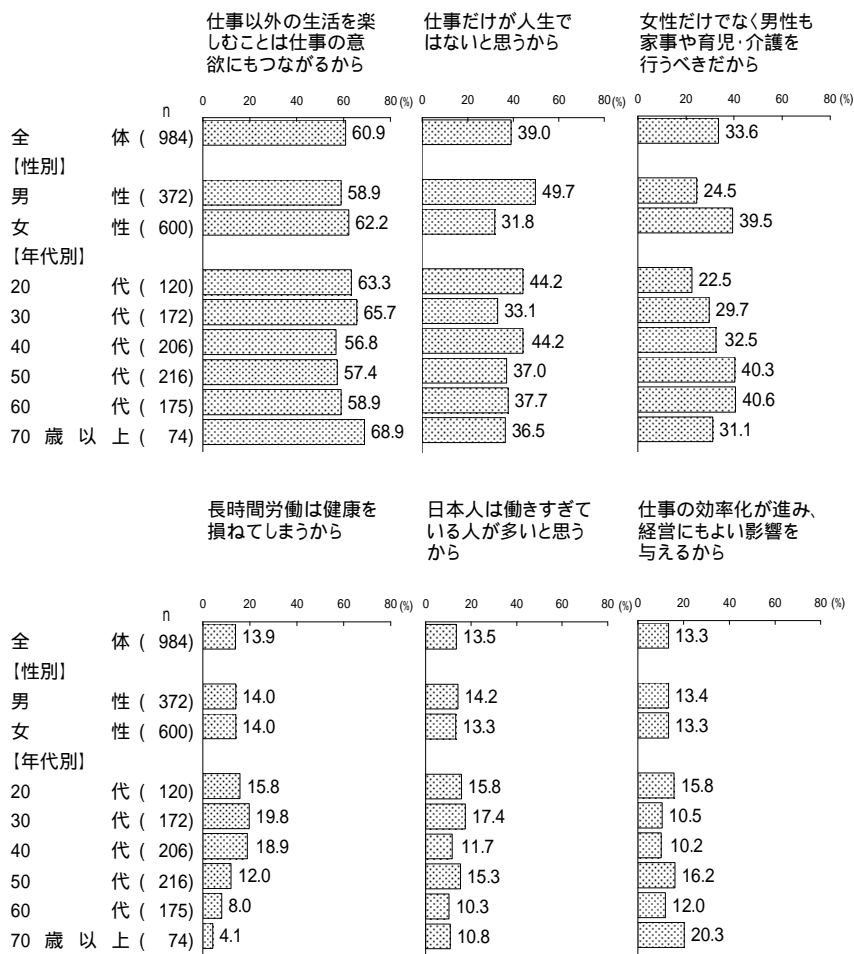 仕事以外の生活を楽
しむことは仕事の意
欲にもつながるから
仕事だけが人生で
はないと思うから
女性だけでなく男性も
家事や育児・介護を
行うべきだから
n
0 20 40 60 80 (%)
0 20 40 60 80 (%)
0 20 40 60 80 (%)
全 体 ( 984) 60.9 39.0 33.6
【性別】
男 性 ( 372) 58.9 49.7 24.5
女 性 ( 600) 62.2 31.8 39.5
【年代別】
20 代 ( 120) 63.3 44.2 22.5
30 代 ( 172) 65.7 33.1 29.7
40 代 ( 206) 56.8 44.2 32.5
50 代 ( 216) 57.4 37.0 40.3
60 代 ( 175) 58.9 37.7 40.6
70 歳 以 上 ( 74) 68.9 36.5 31.1
長時間労働は健康を
損ねてしまうから
日本人は働きすぎて
いる人が多いと思う
から
仕事の効率化が進み、
経営にもよい影響を
与えるから
n
0 20 40 60 80 (%)
0 20 40 60 80 (%)
0 20 40 60 80 (%)
全 体 ( 984) 13.9 13.5 13.3
【性別】
男 性 ( 372) 14.0 14.2 13.4
女 性 ( 600) 14.0 13.3 13.3
【年代別】
20 代 ( 120) 15.8 15.8 15.8
30 代 ( 172) 19.8 17.4 10.5
40 代 ( 206) 18.9 11.7 10.2
50 代 ( 216) 12.0 15.3 16.2
60 代 ( 175) 8.0 10.3 12.0
70 歳 以 上 ( 74) 4.1 10.8 20.3